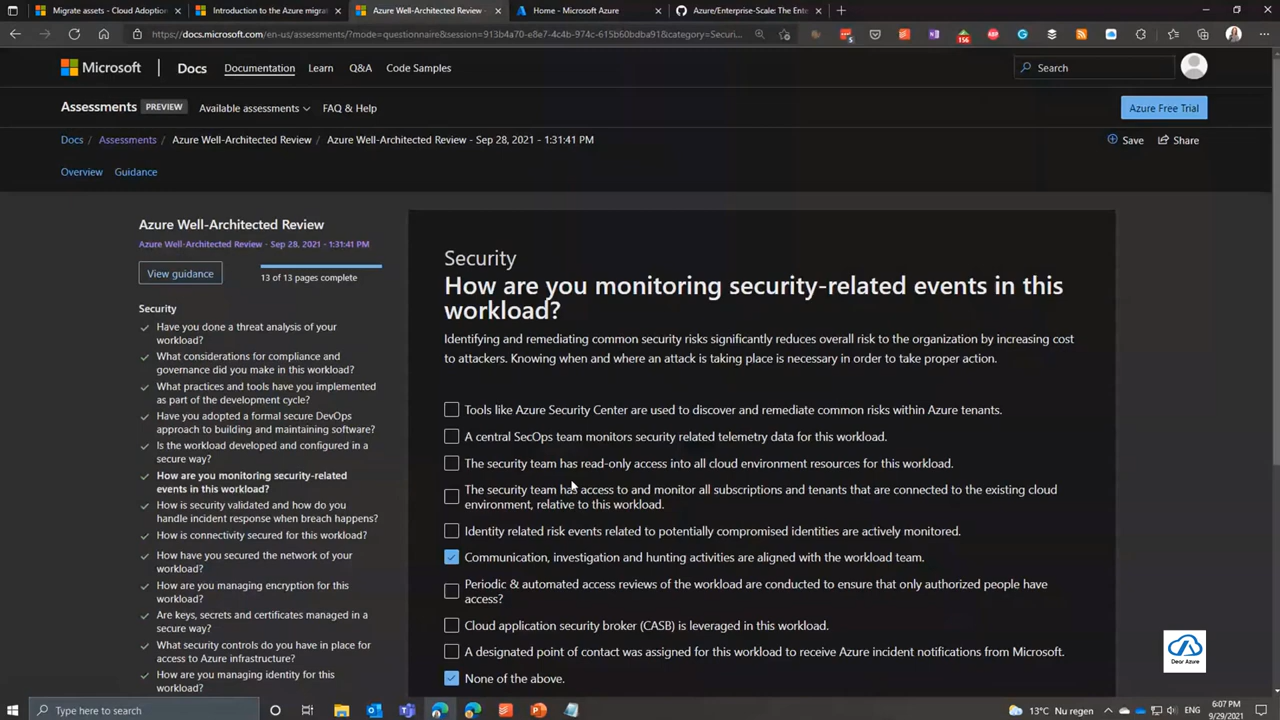 Migrate assets - Cloud Adoption
Introduction to the Azure migrat
Azure Well-Architected Review -
Home - Microsoft Azure
Azure/Enterprise-Scale: The Ente
https://docs.microsoft.com/en-us/assessments/?mode=questionnaire&session=913b4a70-e8e7-4c4b-974c-615b60bdba91&category=Securi...
Microsoft
Docs
Documentation
Learn
Q&A
Code Samples
Search
Assessments
PREVIEW
Available assessments
FAQ & Help
Azure Free Trial
Docs / Assessments / Azure Well-Architected Review / Azure Well-Architected Review - Sep 28, 2021 - 1:31:41 PM
Save
Share
Overview
Guidance
Azure Well-Architected Review
Azure Well-Architected Review - Sep 28, 2021 - 1:31:41 PM
View guidance
13 of 13 pages complete
Security
Have you done a threat analysis of your
workload?
What considerations for compliance and
governance did you make in this workload?
What practices and tools have you implemented
as part of the development cycle?
Have you adopted a formal secure DevOps
approach to building and maintaining software?
Is the workload developed and configured in a
secure way?
How are you monitoring security-related
events in this workload?
How is security validated and how do you
handle incident response when breach happens?
How is connectivity secured for this workload?
How have you secured the network of your
workload?
How are you managing encryption for this
workload?
Are keys, secrets and certificates managed in a
secure way?
What security controls do you have in place for
access to Azure infrastructure?
How are you managing identity for this
workload?
Security
How are you monitoring security-related events in this
workload?
Identifying and remediating common security risks significantly reduces overall risk to the organization by increasing cost
to attackers. Knowing when and where an attack is taking place is necessary in order to take proper action.
Tools like Azure Security Center are used to discover and remediate common risks within Azure tenants.
A central SecOps team monitors security related telemetry data for this workload.
The security team has read-only access into all cloud environment resources for this workload.
The security team has access to and monitor all subscriptions and tenants that are connected to the existing cloud
environment, relative to this workload.
Identity related risk events related to potentially compromised identities are actively monitored.
Communication, investigation and hunting activities are aligned with the workload team.
Periodic & automated access reviews of the workload are conducted to ensure that only authorized people have
access?
Cloud application security broker (CASB) is leveraged in this workload.
A designated point of contact was assigned for this workload to receive Azure incident notifications from Microsoft.
None of the above.
Dear Azure
Type here to search
13°C Nu regen
ENG
6:07 PM
9/29/2021